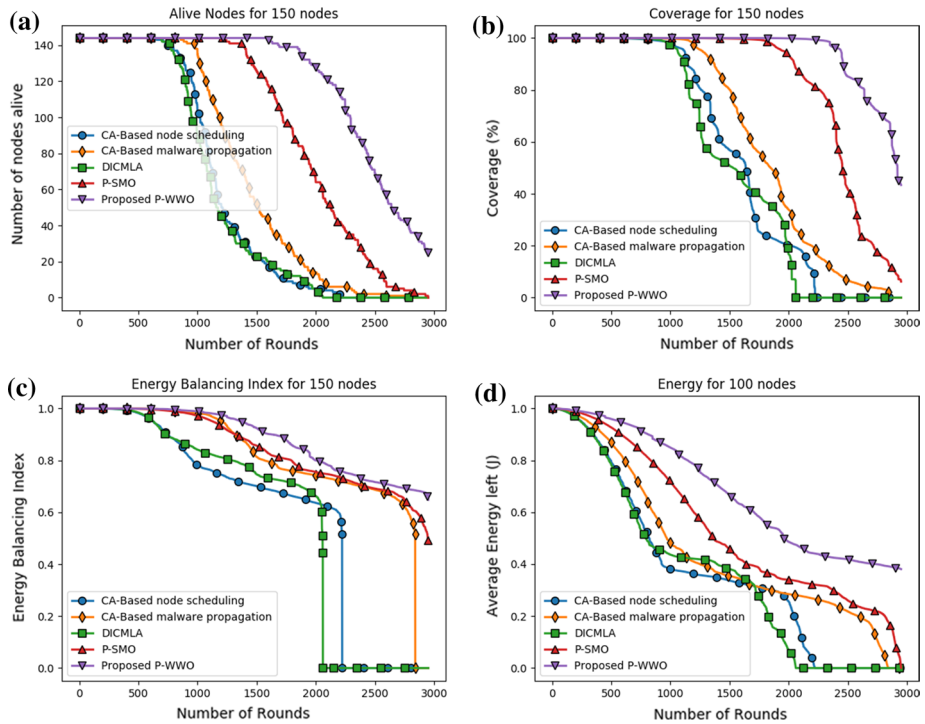 (a)
Alive Nodes for 150 nodes
Number of nodes alive
140
120
100
80
60
40
20
0
CA-Based node scheduling
CA-Based malware propagation
DICMLA
P-SMO
Proposed P-WWO
0 500 1000 1500 2000 2500 3000
Number of Rounds
(b)
Coverage for 150 nodes
Coverage (%)
100
80
60
40
20
0
CA-Based node scheduling
CA-Based malware propagation
DICMLA
P-SMO
Proposed P-WWO
0 500 1000 1500 2000 2500 3000
Number of Rounds
(c)
Energy Balancing Index for 150 nodes
Energy Balancing Index
1.0
0.8
0.6
0.4
0.2
0.0
CA-Based node scheduling
CA-Based malware propagation
DICMLA
P-SMO
Proposed P-WWO
0 500 1000 1500 2000 2500 3000
Number of Rounds
(d)
Energy for 100 nodes
Average Energy left (J)
1.0
0.8
0.6
0.4
0.2
0.0
CA-Based node scheduling
CA-Based malware propagation
DICMLA
P-SMO
Proposed P-WWO
0 500 1000 1500 2000 2500 3000
Number of Rounds